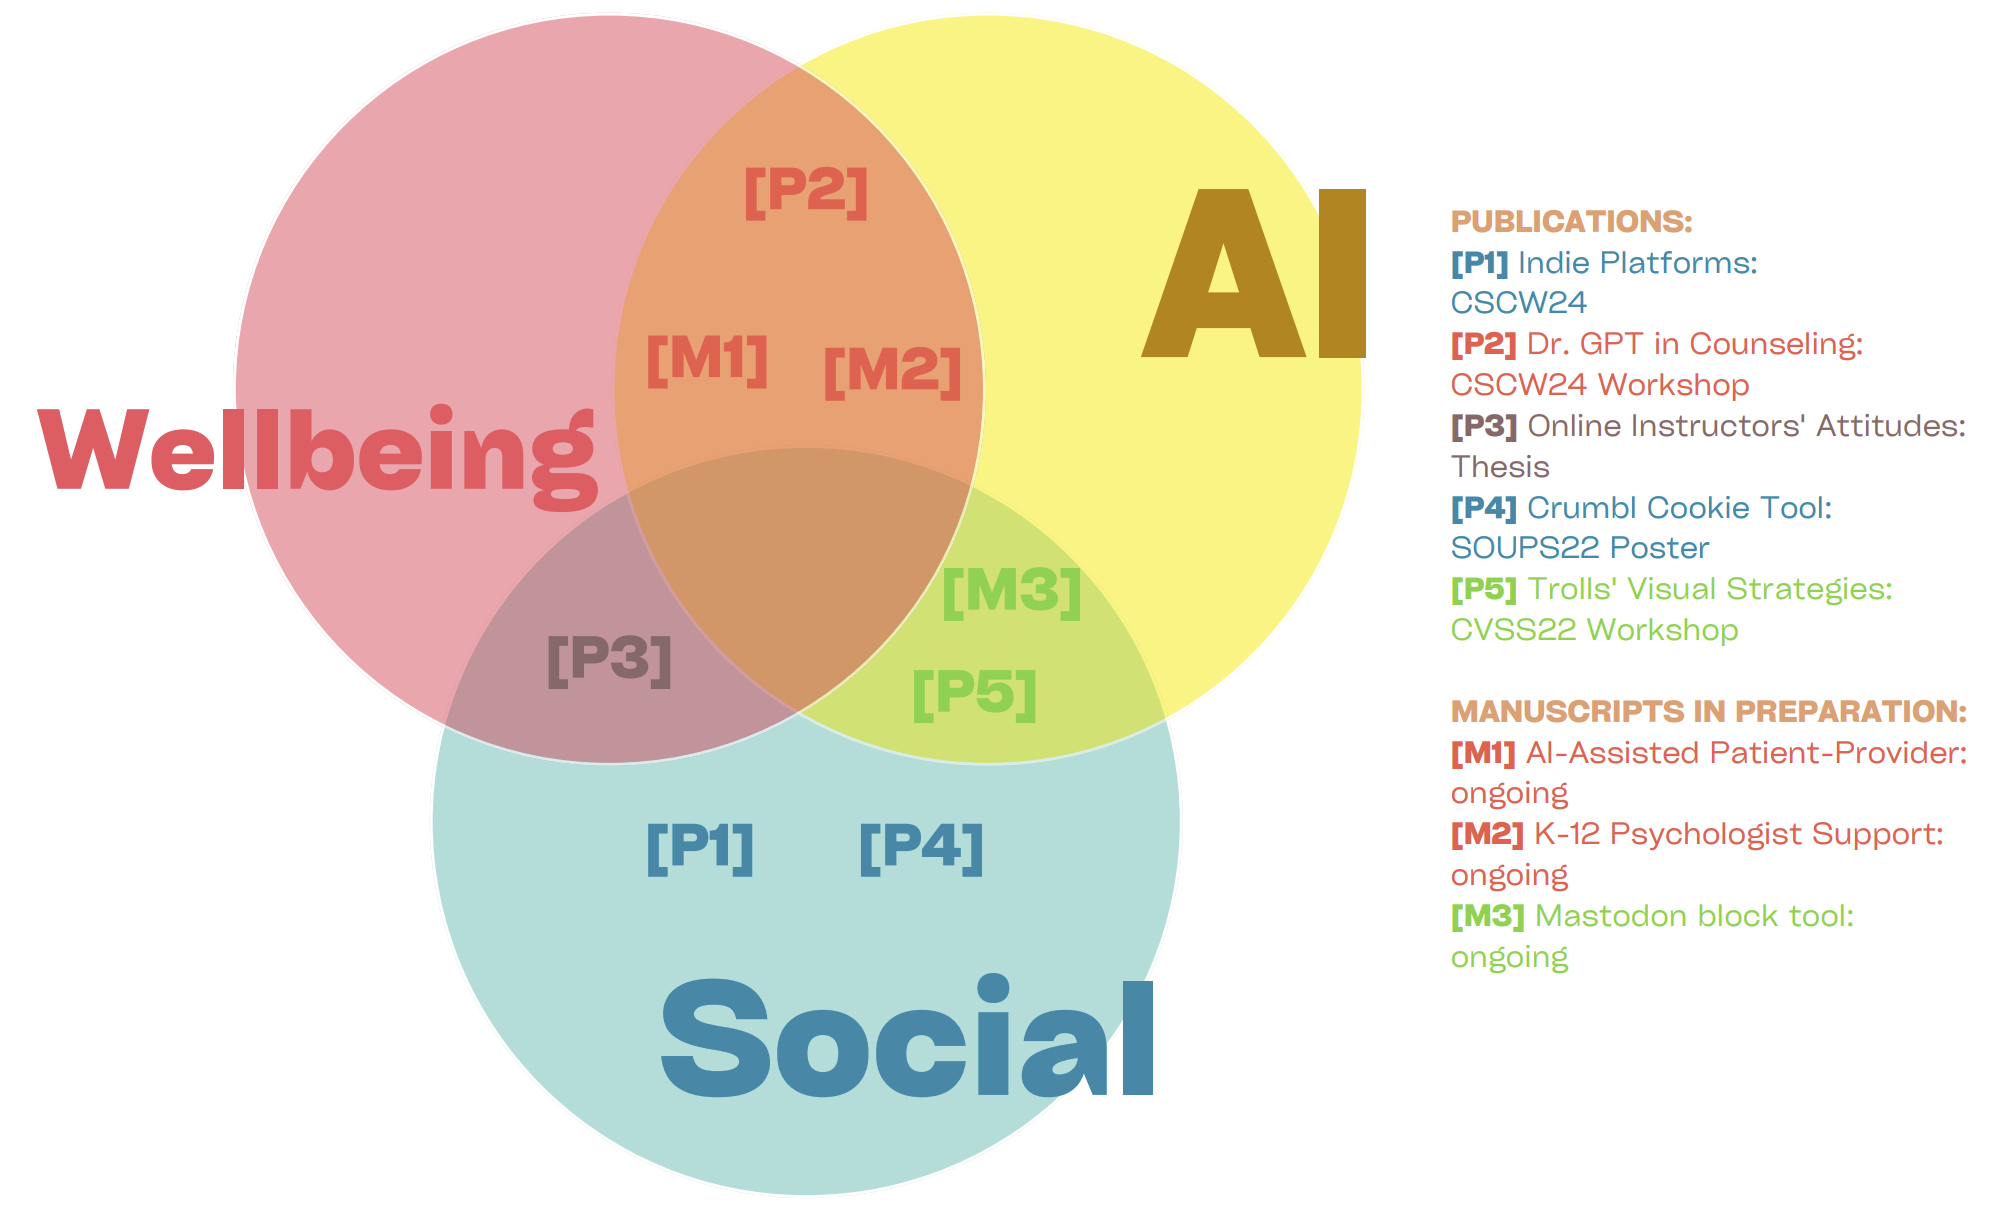 [P2]
AI
[M1] [M2]
Wellbeing
[M3]
[P3]
[P5]
[P1] [P4]
Social
PUBLICATIONS:
[P1] Indie Platforms:
CSCW24
[P2] Dr. GPT in Counseling:
CSCW24 Workshop
[P3] Online Instructors' Attitudes:
Thesis
[P4] Crumbl Cookie Tool:
SOUPS22 Poster
[P5] Trolls' Visual Strategies:
CVSS22 Workshop
MANUSCRIPTS IN PREPARATION:
[M1] AI-Assisted Patient-Provider:
ongoing
[M2] K-12 Psychologist Support:
ongoing
[M3] Mastodon block tool:
ongoing